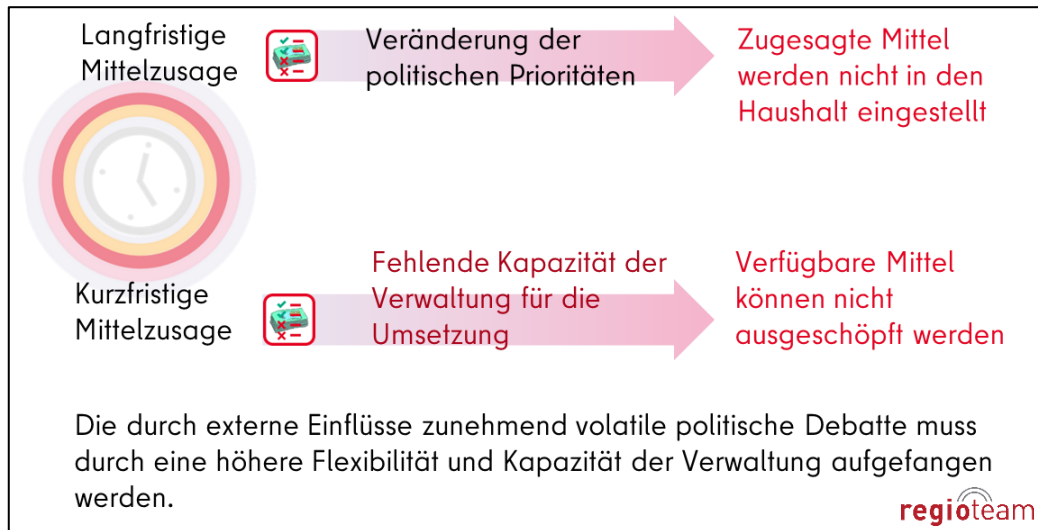 Langfristige
Mittelzusage
Veränderung der
politischen Prioritäten
Zugesagte Mittel
werden nicht in den
Haushalt eingestellt
Kurzfristige
Mittelzusage
Fehlende Kapazität der
Verwaltung für die
Umsetzung
Verfügbare Mittel
können nicht
ausgeschöpft werden
Die durch externe Einflüsse zunehmend volatile politische Debatte muss
durch eine höhere Flexibilität und Kapazität der Verwaltung aufgefangen
werden.
regioteam